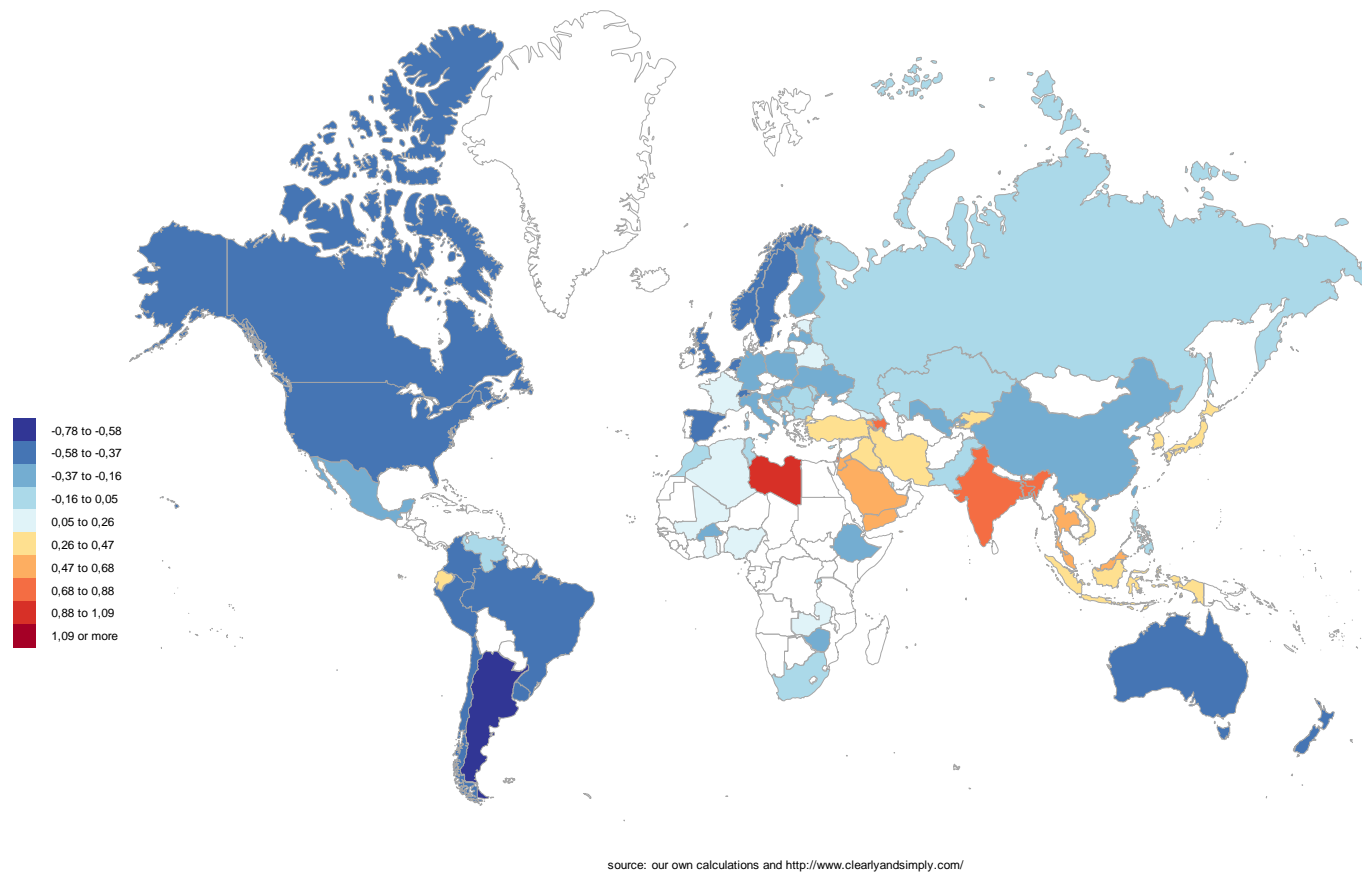 -0,78 to -0,58
-0,58 to -0,37
-0,37 to -0,16
-0,16 to 0,05
0,05 to 0,26
0,26 to 0,47
0,47 to 0,68
0,68 to 0,88
0,88 to 1,09
1,09 or more
source: our own calculations and http://www.clearlyandsimply.com/